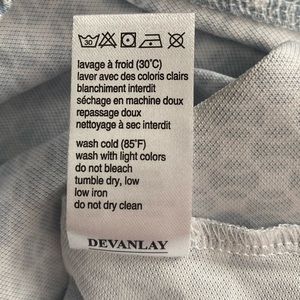 30
lavage à froid (30°C)
laver avec des coloris clairs
blanchiment interdit
séchage en machine doux
repassage doux
nettoyage à sec interdit
wash cold (85°F)
wash with light colors
do not bleach
tumble dry, low
low iron
do not dry clean
DEVANLAY